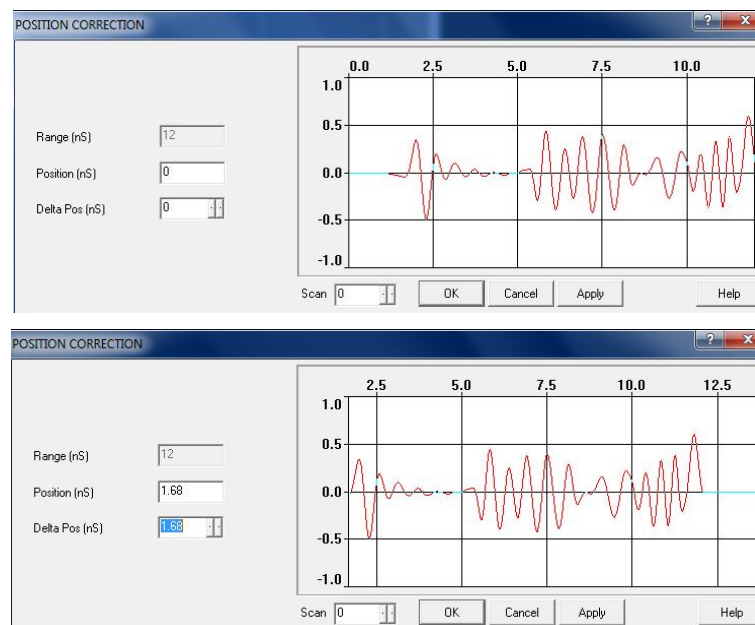 POSITION CORRECTION ? X
0.0 2.5 5.0 7.5 10.0
1.0
0.5
0.0
-0.5
-1.0
Range (nS) 12
Position (nS) 0
Delta Pos (nS) 0
Scan 0 OK Cancel Apply Help
POSITION CORRECTION ? X
2.5 5.0 7.5 10.0 12.5
1.0
0.5
0.0
-0.5
-1.0
Range (nS) 12
Position (nS) 1.68
Delta Pos (nS) 1.68
Scan 0 OK Cancel Apply Help